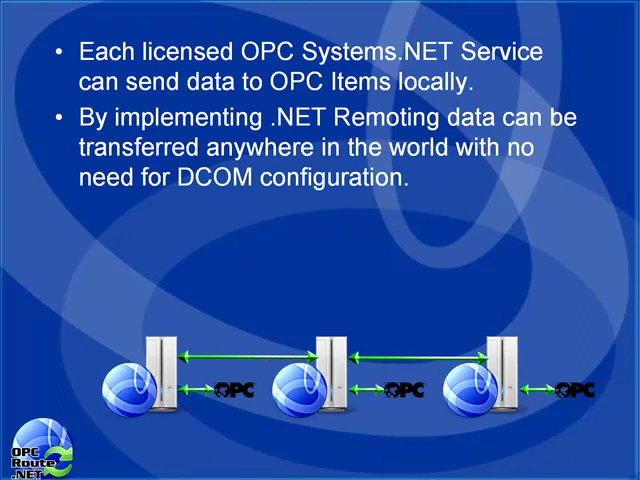 • Each licensed OPC Systems.NET Service
can send data to OPC Items locally.
• By implementing .NET Remoting data can be
transferred anywhere in the world with no
need for DCOM configuration.
OPC OPC OPC
OPC
Route
.NET